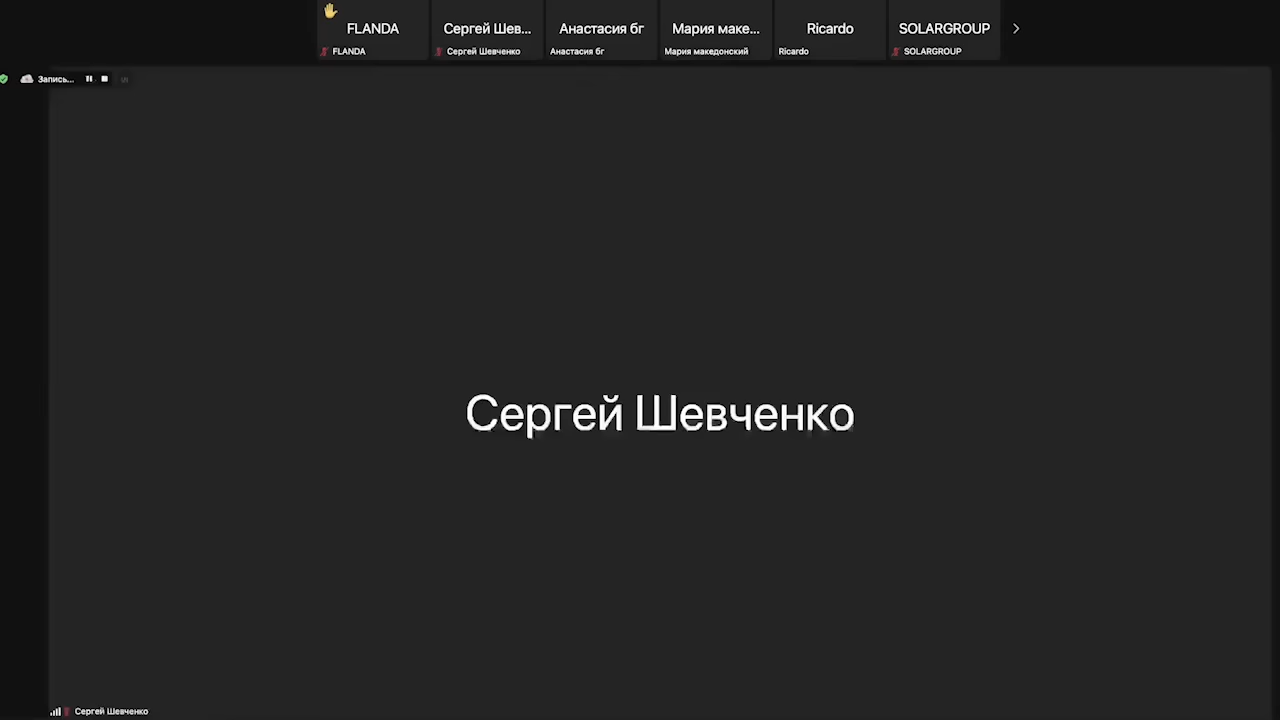 FLANDA
Сергей Шев...
Анастасия бг
Мария маке...
Ricardo
SOLARGROUP
FLANDA
Сергей Шевченко
Анастасия бг
Мария македонский
Ricardo
SOLARGROUP
Запись...
Сергей Шевченко
Сергей Шевченко